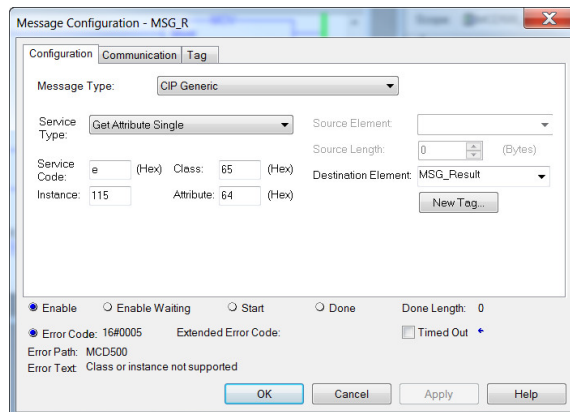 Message Configuration - MSG_R
Configuration Communication Tag
Message Type: CIP Generic
Service Type: Get Attribute Single Source Element:
Source Length: 0 (Bytes)
Service Code: e (Hex) Class: 65 (Hex) Destination Element: MSG_Result
Instance: 115 Attribute: 64 (Hex) New Tag...
Enable Enable Waiting Start Done Done Length: 0
Error Code: 16#0005 Extended Error Code: Timed Out
Error Path: MCD500
Error Text: Class or instance not supported
OK Cancel Apply Help